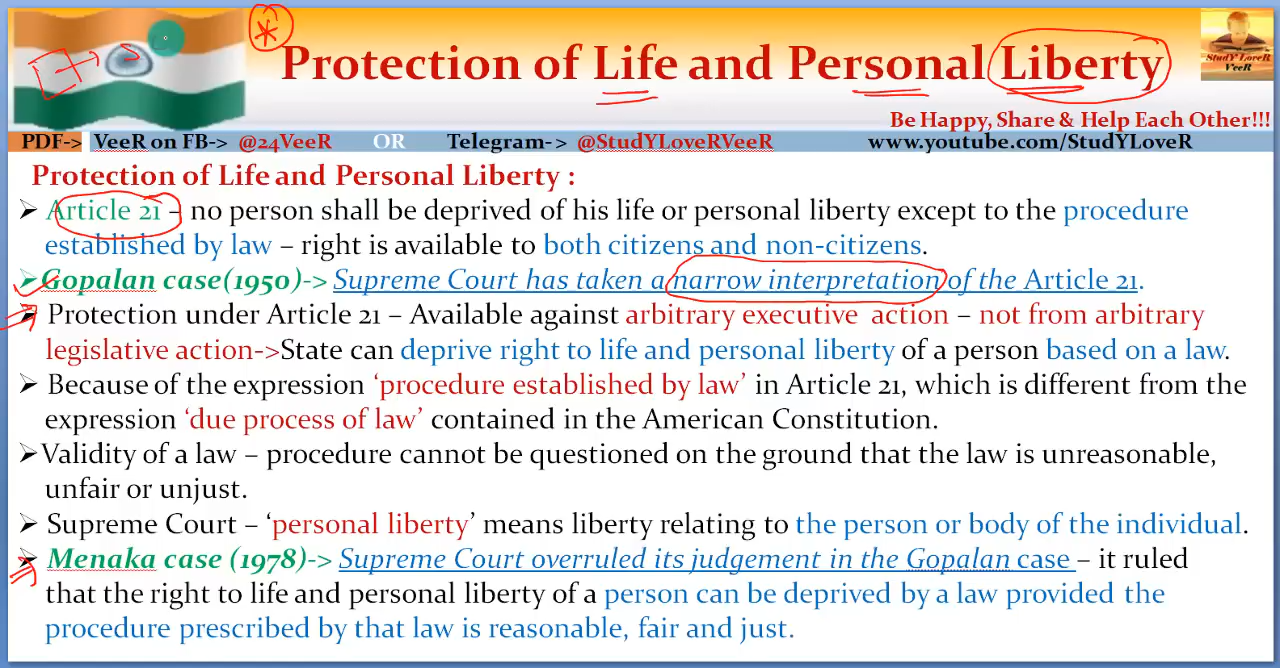 Protection of Life and Personal Liberty
StudY LoveR
VeeR
Be Happy, Share & Help Each Other!!!
PDF-> VeeR on FB-> @24VeeR OR Telegram-> @StudYLoveRVeeR www.youtube.com/StudYLoveR
Protection of Life and Personal Liberty :
➢ Article 21 – no person shall be deprived of his life or personal liberty except to the procedure
established by law – right is available to both citizens and non-citizens.
➢ Gopalan case(1950)-> Supreme Court has taken a narrow interpretation of the Article 21.
➢ Protection under Article 21 – Available against arbitrary executive action – not from arbitrary
legislative action->State can deprive right to life and personal liberty of a person based on a law.
➢ Because of the expression ‘procedure established by law’ in Article 21, which is different from the
expression ‘due process of law’ contained in the American Constitution.
➢ Validity of a law – procedure cannot be questioned on the ground that the law is unreasonable,
unfair or unjust.
➢ Supreme Court – ‘personal liberty’ means liberty relating to the person or body of the individual.
➢ Menaka case (1978)-> Supreme Court overruled its judgement in the Gopalan case – it ruled
that the right to life and personal liberty of a person can be deprived by a law provided the
procedure prescribed by that law is reasonable, fair and just.